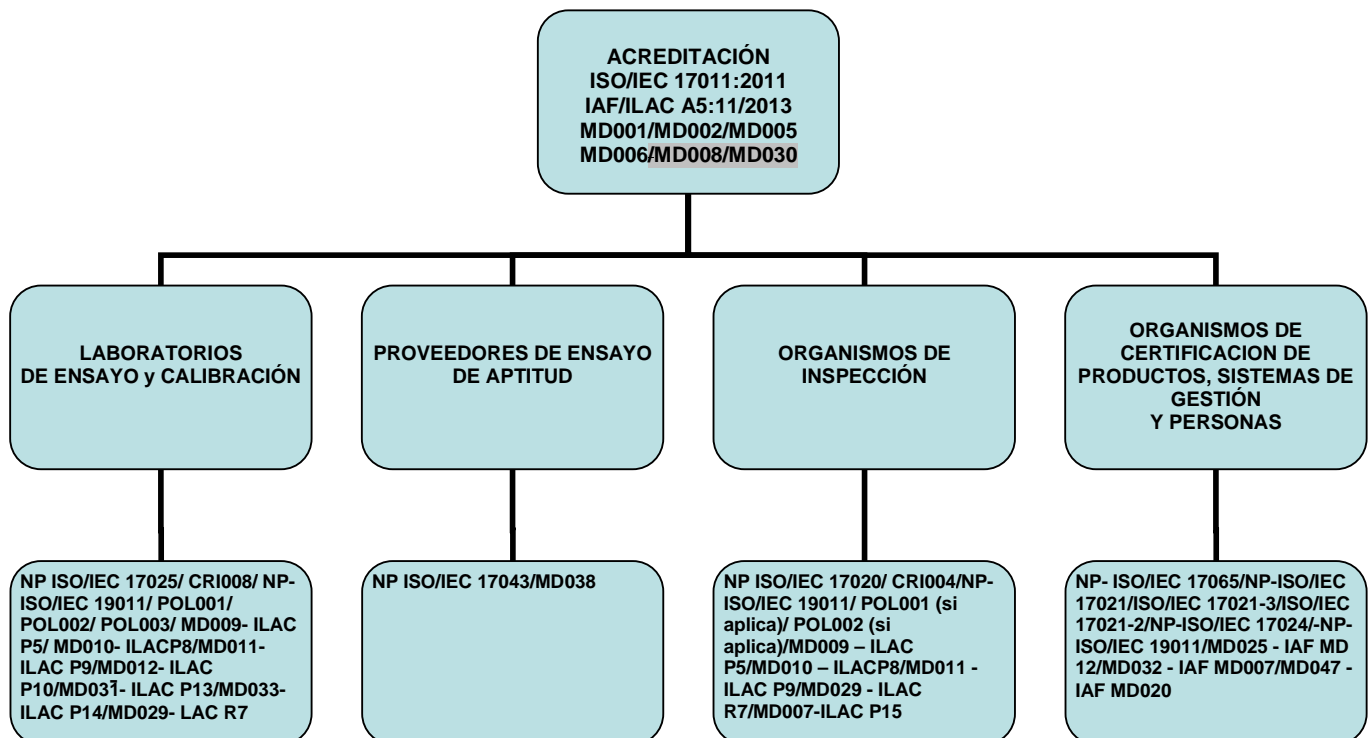 ACREDITACIÓN
ISO/IEC 17011:2011
IAF/ILAC A5:11/2013
MD001/MD002/MD005
MD006/MD008/MD030
LABORATORIOS
DE ENSAYO y CALIBRACIÓN
PROVEEDORES DE ENSAYO
DE APTITUD
ORGANISMOS DE
INSPECCIÓN
ORGANISMOS DE
CERTIFICACION DE
PRODUCTOS, SISTEMAS DE
GESTIÓN
Y PERSONAS
NP ISO/IEC 17025/ CRI008/ NP-
ISO/IEC 19011/ POL001/
POL002/ POL003/ MD009- ILAC
P5/ MD010- ILACP8/MD011-
ILAC P9/MD012- ILAC
P10/MD031- ILAC P13/MD033-
ILAC P14/MD029- LAC R7
NP ISO/IEC 17043/MD038
NP ISO/IEC 17020/ CRI004/NP-
ISO/IEC 19011/ POL001 (si
aplica)/ POL002 (si
aplica)/MD009 – ILAC
P5/MD010 – ILACP8/MD011 -
ILAC P9/MD029 - ILAC
R7/MD007-ILAC P15
NP- ISO/IEC 17065/NP-ISO/IEC
17021/ISO/IEC 17021-3/ISO/IEC
17021-2/NP-ISO/IEC 17024/-NP-
ISO/IEC 19011/MD025 - IAF MD
12/MD032 - IAF MD007/MD047 -
IAF MD020